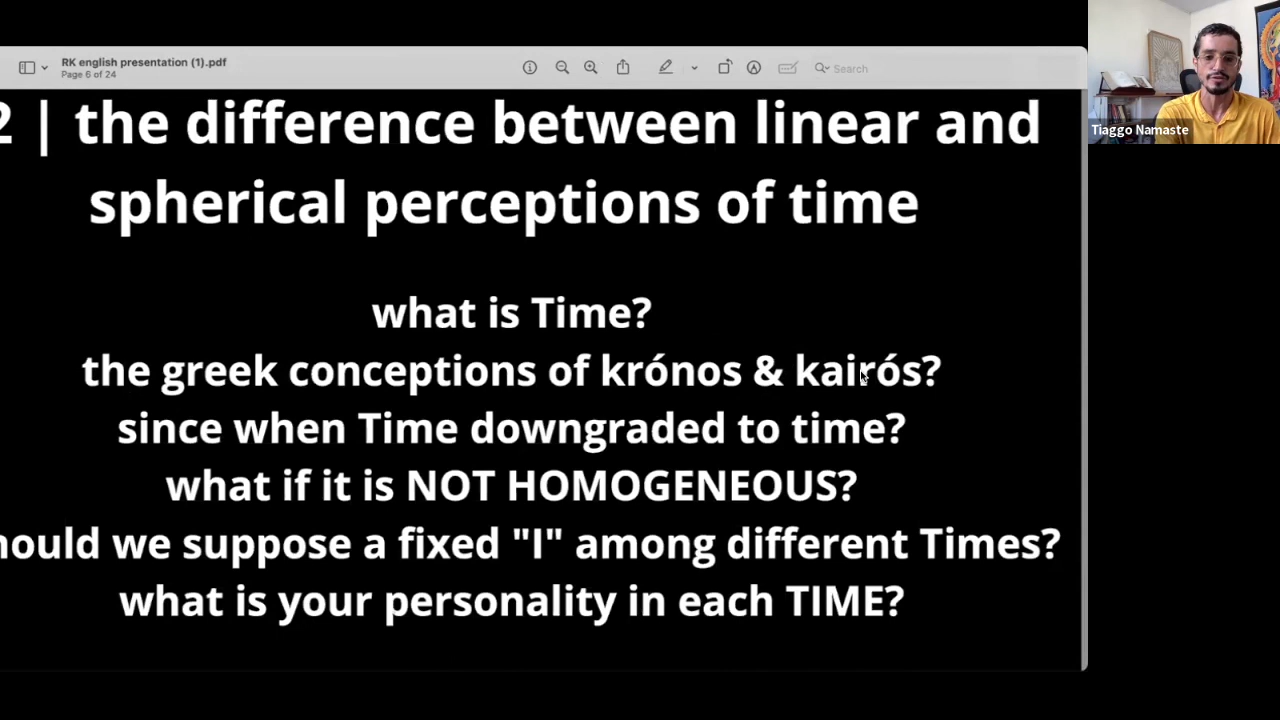 RK english presentation (1).pdf
Page 6 of 24
Search
Tiaggo Namaste
2 | the difference between linear and
spherical perceptions of time
what is Time?
the greek conceptions of krónos & kairós?
since when Time downgraded to time?
what if it is NOT HOMOGENEOUS?
hould we suppose a fixed "I" among different Times?
what is your personality in each TIME?